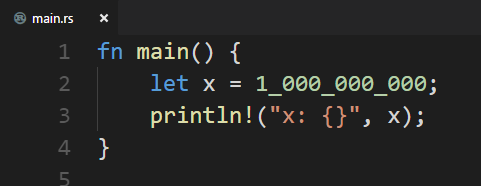 main.rs ×
1 fn main() {
2     let x = 1_000_000_000;
3     println!("x: {}", x);
4 }
5